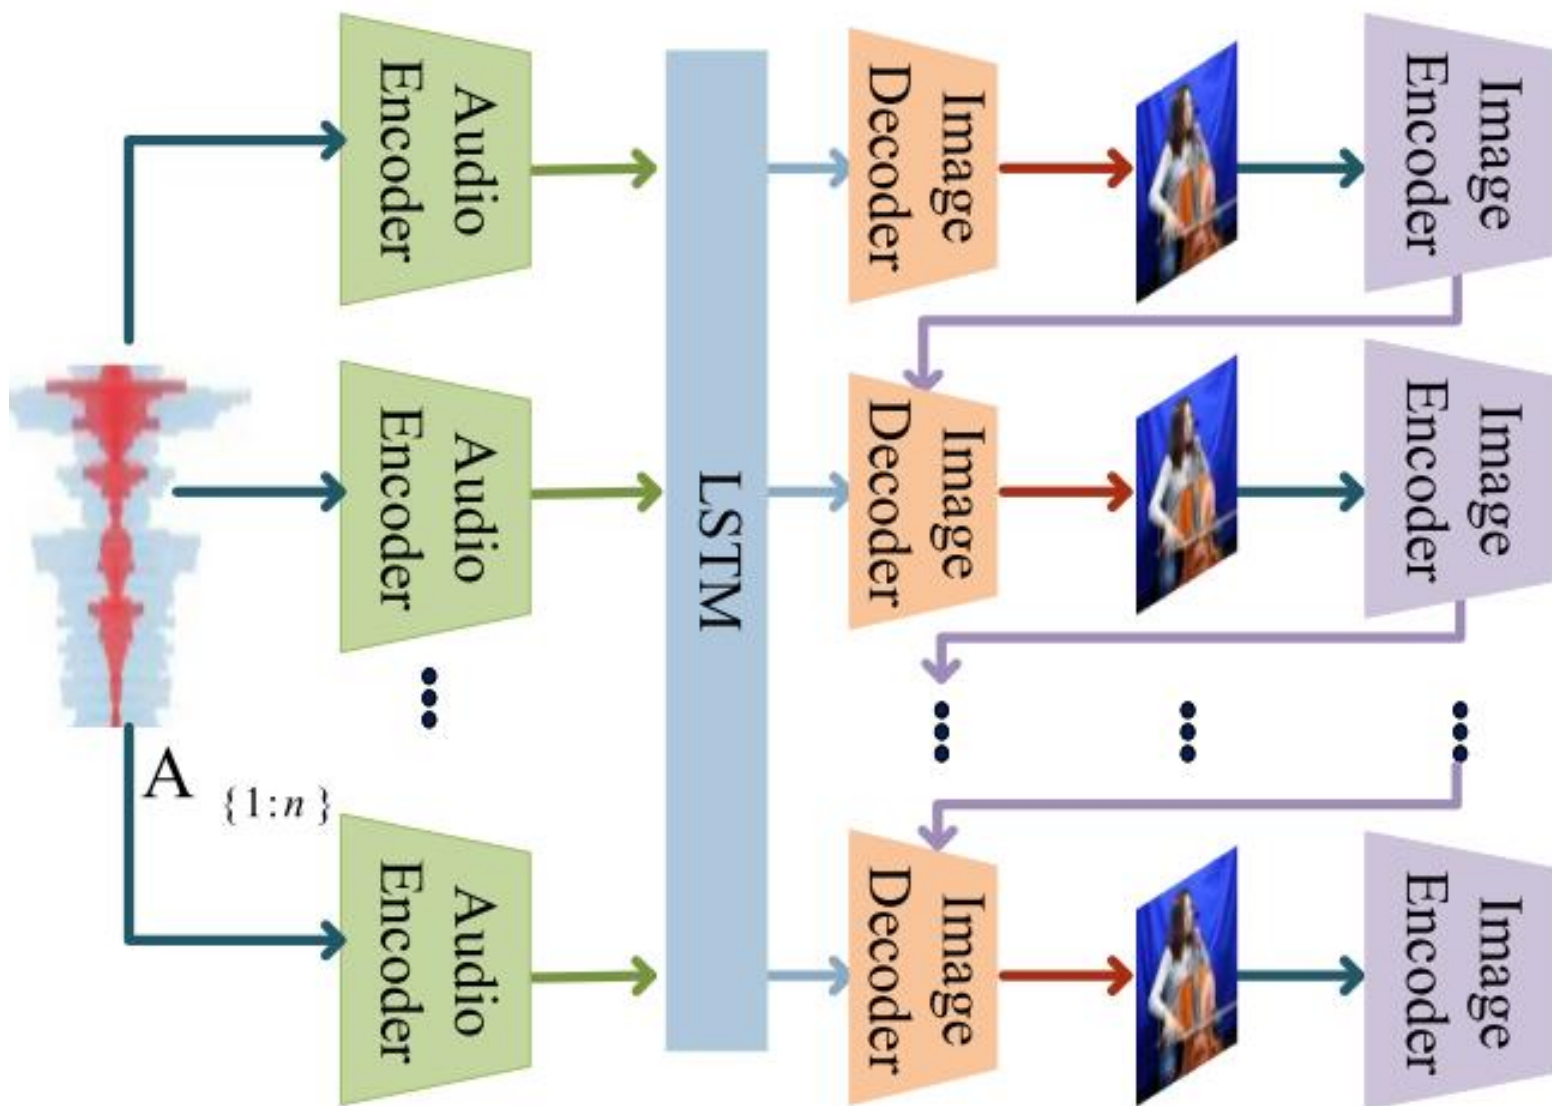 Audio
Encoder
Image
Decoder
Image
Encoder
Audio
Encoder
LSTM
Image
Decoder
Image
Encoder
A {1:n}
Audio
Encoder
Image
Decoder
Image
Encoder